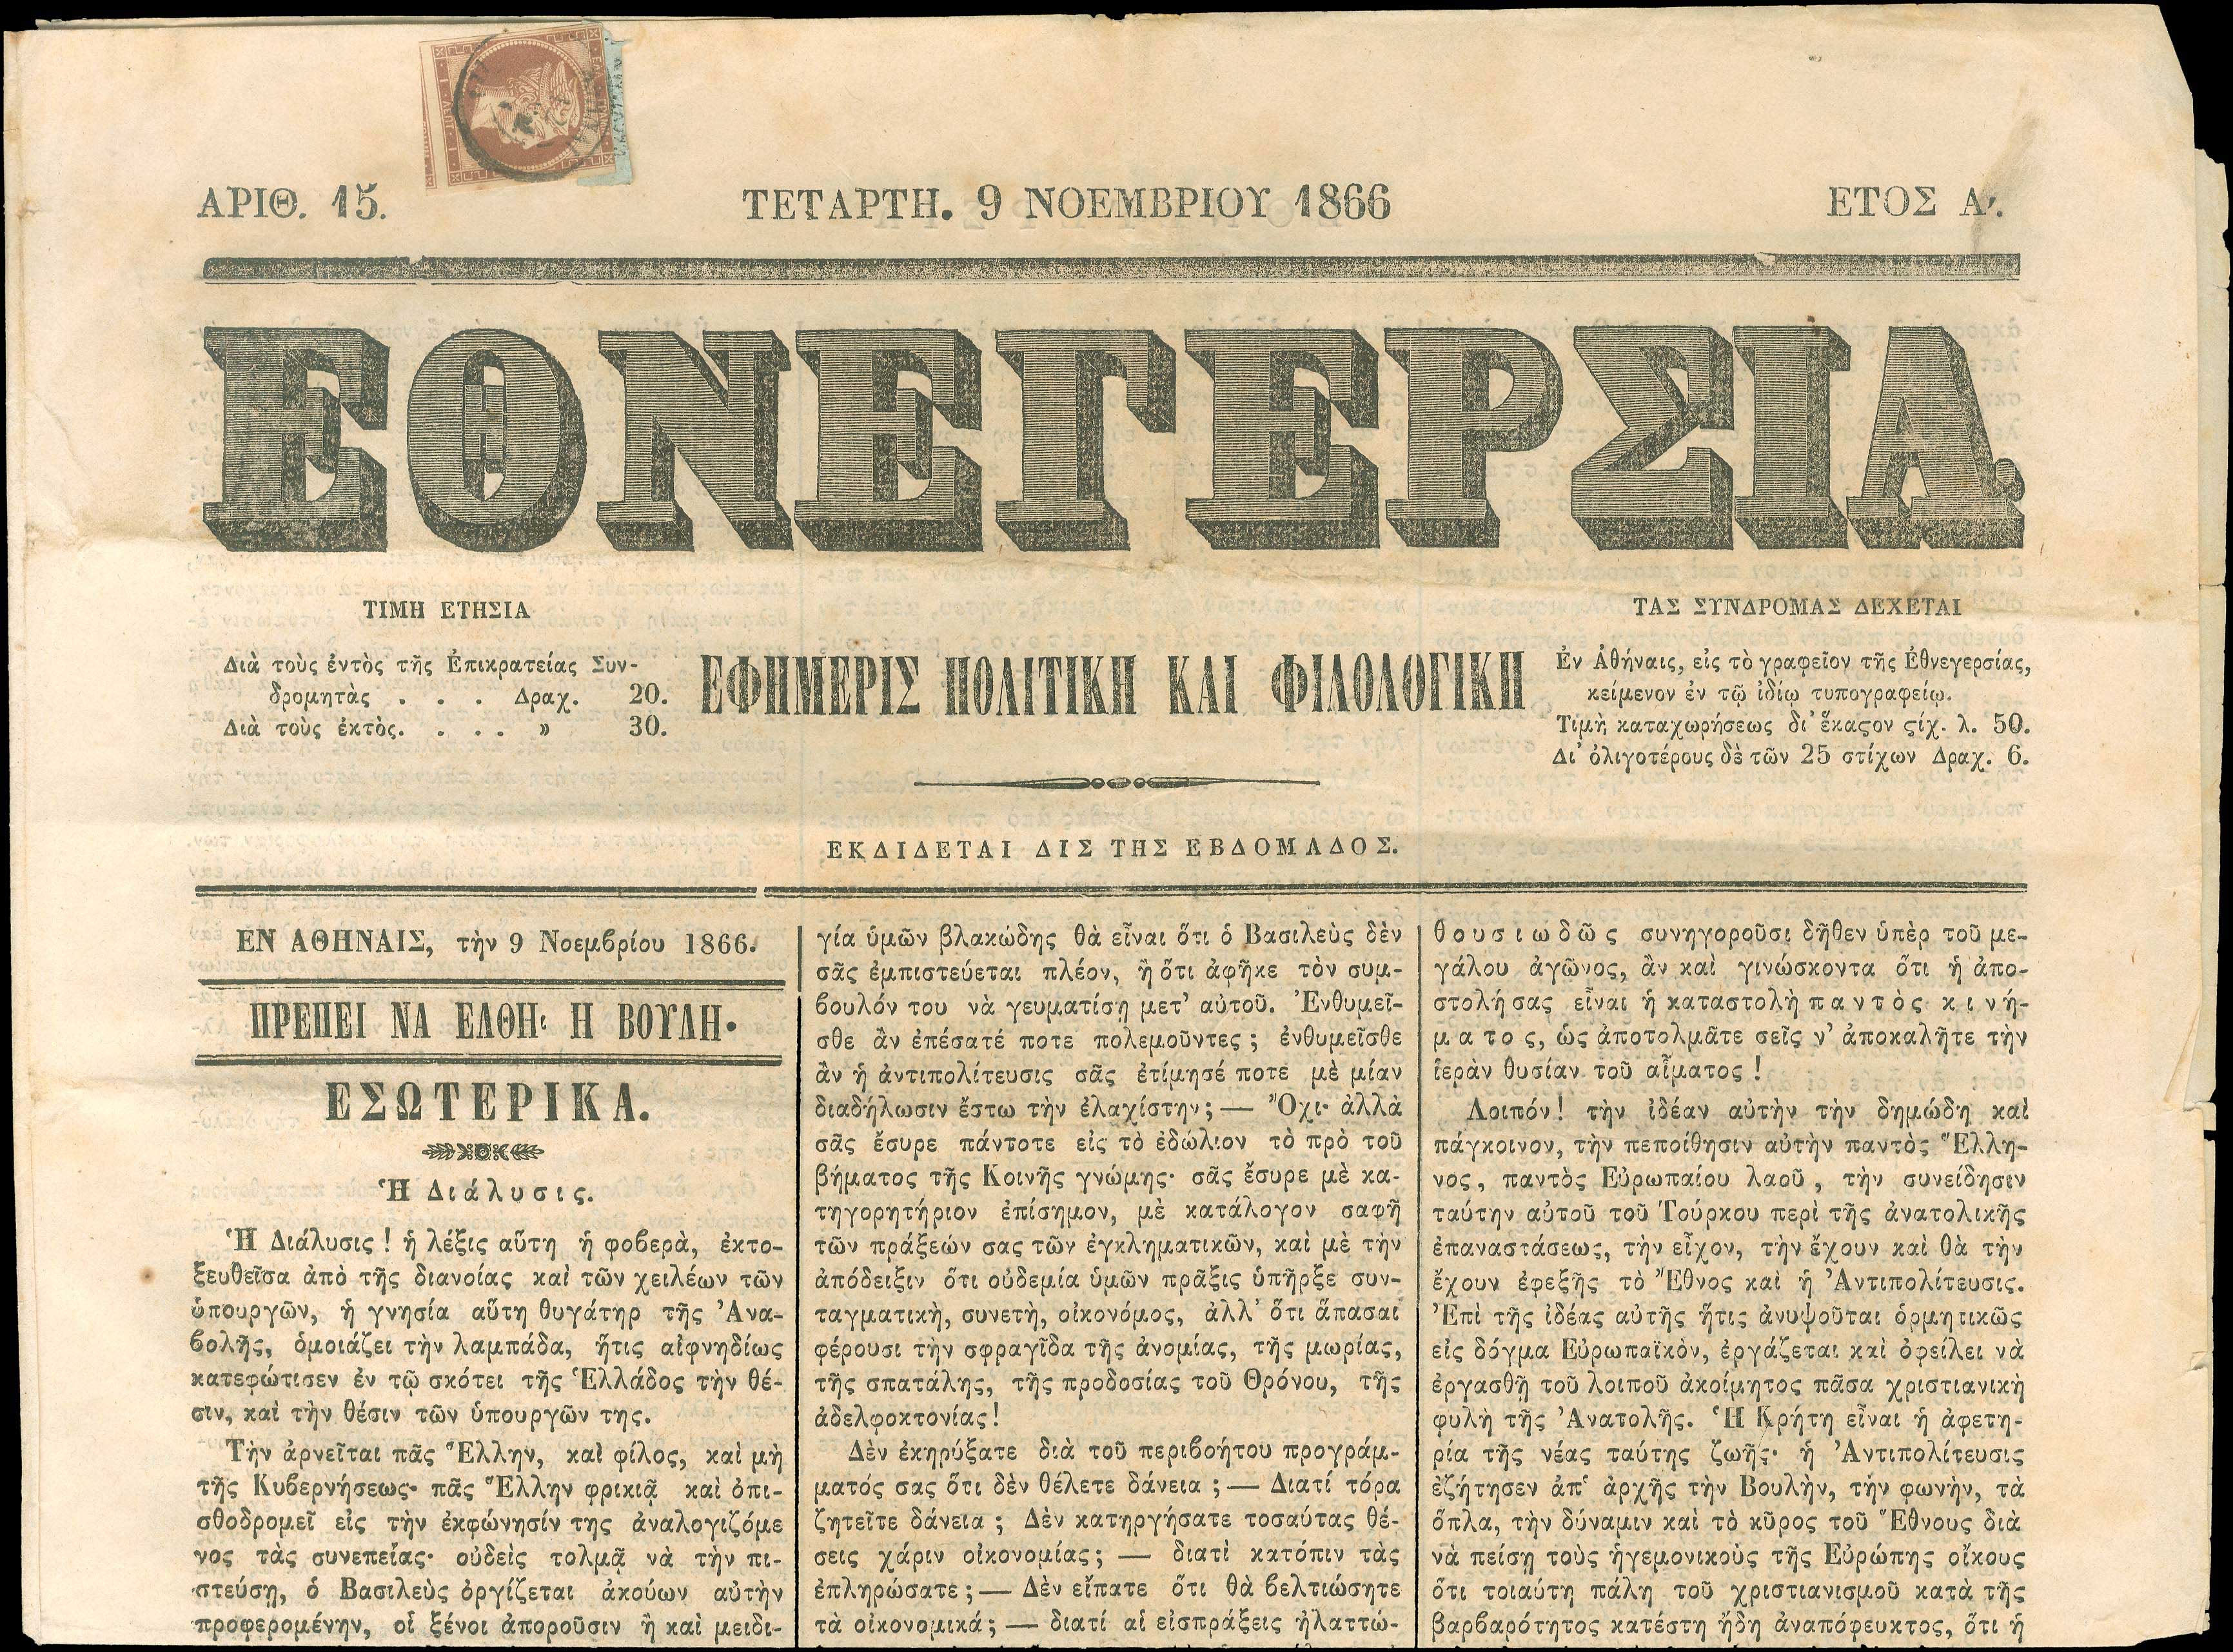 ΑΡΙΘ. 15.
ΤΕΤΑΡΤΗ. 9 ΝΟΕΜΒΡΙΟΥ 1866
ΕΤΟΣ Α΄.
ΕΘΝΕΓΕΡΣΙΑ.
ΤΙΜΗ ΕΤΗΣΙΑ
Διὰ τοὺς ἐντὸς τῆς Ἐπικρατείας Συν-
δρομητὰς . . . Δραχ. 20.
Διὰ τοὺς ἐκτὸς. . . . » 30.
ΕΦΗΜΕΡΙΣ ΠΟΛΙΤΙΚΗ ΚΑΙ ΦΙΛΟΛΟΓΙΚΗ
ΤΑΣ ΣΥΝΔΡΟΜΑΣ ΔΕΧΕΤΑΙ
Ἐν Ἀθήναις, εἰς τὸ γραφεῖον τῆς Ἐθνεγερσίας,
κείμενον ἐν τῷ ἰδίῳ τυπογραφείῳ.
Τιμὴ καταχωρήσεως δι' ἕκαςον ςίχ. λ. 50.
Δι' ὀλιγοτέρους δὲ τῶν 25 στίχων Δραχ. 6.
ΕΚΔΙΔΕΤΑΙ ΔΙΣ ΤΗΣ ΕΒΔΟΜΑΔΟΣ.
ΕΝ ΑΘΗΝΑΙΣ, τὴν 9 Νοεμβρίου 1866.
ΠΡΕΠΕΙ ΝΑ ΕΛΘΗι Η ΒΟΥΛΗ·
ΕΣΩΤΕΡΙΚΑ.
Ἡ Διάλυσις.
Ἡ Διάλυσις! ἡ λέξις αὕτη ἡ φοβερὰ, ἐκτο-
ξευθεῖσα ἀπὸ τῆς διανοίας καὶ τῶν χειλέων τῶν
ὑπουργῶν, ἡ γνησία αὕτη θυγάτηρ τῆς Ἀνα-
βολῆς, ὁμοιάζει τὴν λαμπάδα, ἥτις αἰφνηδίως
κατεφώτισεν ἐν τῷ σκότει τῆς Ἑλλάδος τὴν θέ-
σιν, καὶ τὴν θέσιν τῶν ὑπουργῶν της.
Τὴν ἀρνεῖται πᾶς Ἕλλην, καὶ φίλος, καὶ μὴ
τῆς Κυβερνήσεως· πᾶς Ἕλλην φρικιᾷ καὶ ὀπι-
σθοδρομεῖ εἰς τὴν ἐκφώνησίν της ἀναλογιζόμε
νος τὰς συνεπείας· οὐδεὶς τολμᾷ νὰ τὴν πι-
στεύσῃ, ὁ Βασιλεὺς ὀργίζεται ἀκούων αὐτὴν
προφερομένην, οἱ ξένοι ἀποροῦσιν ἢ καὶ μειδι-
γία ὑμῶν βλακώδης θὰ εἶναι ὅτι ὁ Βασιλεὺς δὲν
σᾶς ἐμπιστεύεται πλέον, ἢ ὅτι ἀφῆκε τὸν συμ-
βουλόν του νὰ γευματίσῃ μετ' αὐτοῦ. Ἐνθυμεῖ-
σθε ἂν ἐπέσατέ ποτε πολεμοῦντες; ἐνθυμεῖσθε
ἂν ἡ ἀντιπολίτευσις σᾶς ἐτίμησέ ποτε μὲ μίαν
διαδήλωσιν ἔστω τὴν ἐλαχίστην;— Ὄχι· ἀλλὰ
σᾶς ἔσυρε πάντοτε εἰς τὸ ἐδώλιον τὸ πρὸ τοῦ
βήματος τῆς Κοινῆς γνώμης· σᾶς ἔσυρε μὲ κα-
τηγορητήριον ἐπίσημον, μὲ κατάλογον σαφῆ
τῶν πράξεών σας τῶν ἐγκληματικῶν, καὶ μὲ τὴν
ἀπόδειξιν ὅτι οὐδεμία ὑμῶν πρᾶξις ὑπῆρξε συν-
ταγματικὴ, συνετὴ, οἰκονόμος, ἀλλ' ὅτι ἅπασαι
φέρουσι τὴν σφραγῖδα τῆς ἀνομίας, τῆς μωρίας,
τῆς σπατάλης, τῆς προδοσίας τοῦ Θρόνου, τῆς
ἀδελφοκτονίας!
Δὲν ἐκηρύξατε διὰ τοῦ περιβοήτου προγράμ-
ματός σας ὅτι δὲν θέλετε δάνεια;— Διατί τόρα
ζητεῖτε δάνεια; Δὲν κατηργήσατε τοσαύτας θέ-
σεις χάριν οἰκονομίας; — διατὶ κατόπιν τὰς
ἐπληρώσατε;— Δὲν εἴπατε ὅτι θὰ βελτιώσητε
τὰ οἰκονομικά;— διατί αἱ εἰσπράξεις ἠλαττώ-
θουσιωδῶς συνηγοροῦσι δῆθεν ὑπὲρ τοῦ με-
γάλου ἀγῶνος, ἂν καὶ γινώσκοντα ὅτι ἡ ἀπο-
στολή σας εἶναι ἡ καταστολὴ παντὸς κινή-
ματος, ὡς ἀποτολμᾶτε σεῖς ν' ἀποκαλῆτε τὴν
ἱερὰν θυσίαν τοῦ αἵματος!
Λοιπόν! τὴν ἰδέαν αὐτὴν τὴν δημώδη καὶ
πάγκοινον, τὴν πεποίθησιν αὐτὴν παντὸς Ἕλλη-
νος, παντὸς Εὐρωπαίου λαοῦ, τὴν συνείδησιν
ταύτην αὐτοῦ τοῦ Τούρκου περὶ τῆς ἀνατολικῆς
ἐπαναστάσεως, τὴν εἶχον, τὴν ἔχουν καὶ θὰ τὴν
ἔχουν ἐφεξῆς τὸ Ἔθνος καὶ ἡ Ἀντιπολίτευσις.
Ἐπὶ τῆς ἰδέας αὐτῆς ἥτις ἀνυψοῦται ὁρμητικῶς
εἰς δόγμα Εὐρωπαϊκὸν, ἐργάζεται καὶ ὀφείλει νὰ
ἐργασθῇ τοῦ λοιποῦ ἀκοίμητος πᾶσα χριστιανικὴ
φυλὴ τῆς Ἀνατολῆς. Ἡ Κρήτη εἶναι ἡ ἀφετη-
ρία τῆς νέας ταύτης ζωῆς· ἡ Ἀντιπολίτευσις
ἐζήτησεν ἀπ' ἀρχῆς τὴν Βουλὴν, τὴν φωνὴν, τὰ
ὅπλα, τὴν δύναμιν καὶ τὸ κῦρος τοῦ Ἔθνους διὰ
νὰ πείσῃ τοὺς ἡγεμονικοὺς τῆς Εὐρώπης οἴκους
ὅτι τοιαύτη πάλη τοῦ χριστιανισμοῦ κατὰ τῆς
βαρβαρότητος κατέστη ἤδη ἀναπόφευκτος, ὅτι ἡ